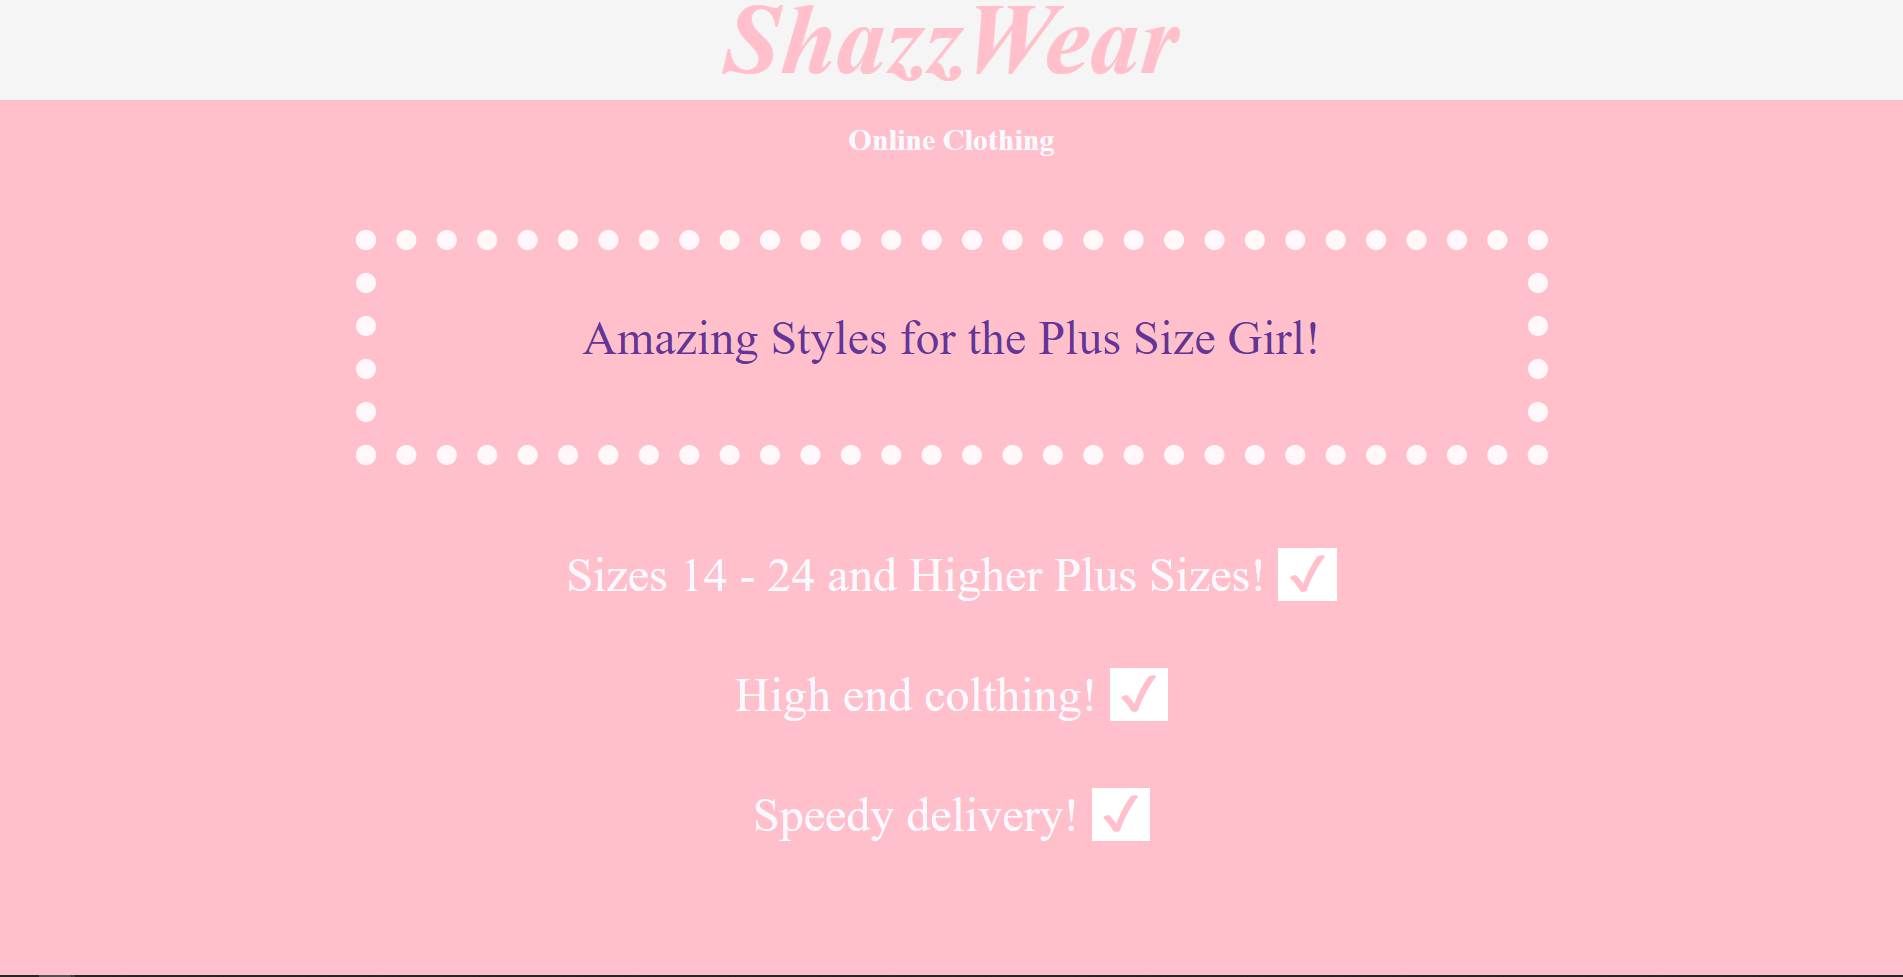 ShazzWear
Online Clothing
Amazing Styles for the Plus Size Girl!
Sizes 14 - 24 and Higher Plus Sizes! ✓
High end colthing! ✓
Speedy delivery! ✓